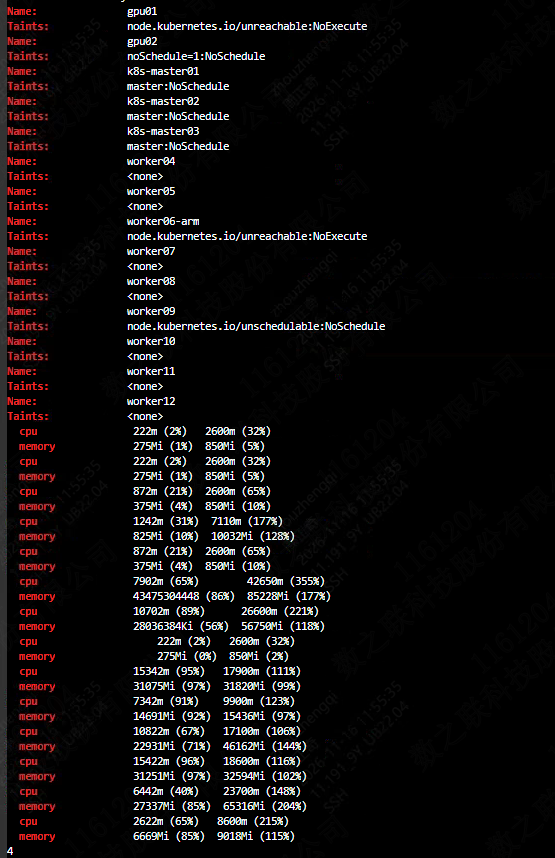 Name: gpu01
Taints: node.kubernetes.io/unreachable:NoExecute
Name: gpu02
Taints: noSchedule=1:NoSchedule
Name: k8s-master01
Taints: master:NoSchedule
Name: k8s-master02
Taints: master:NoSchedule
Name: k8s-master03
Taints: master:NoSchedule
Name: worker04
Taints: <none>
Name: worker05
Taints: <none>
Name: worker06-arm
Taints: node.kubernetes.io/unreachable:NoExecute
Name: worker07
Taints: <none>
Name: worker08
Taints: <none>
Name: worker09
Taints: node.kubernetes.io/unschedulable:NoSchedule
Name: worker10
Taints: <none>
Name: worker11
Taints: <none>
Name: worker12
Taints: <none>
cpu 222m (2%) 2600m (32%)
memory 275Mi (1%) 850Mi (5%)
cpu 222m (2%) 2600m (32%)
memory 275Mi (1%) 850Mi (5%)
cpu 872m (21%) 2600m (65%)
memory 375Mi (4%) 850Mi (10%)
cpu 1242m (31%) 7110m (177%)
memory 825Mi (10%) 10032Mi (128%)
cpu 872m (21%) 2600m (65%)
memory 375Mi (4%) 850Mi (10%)
cpu 7902m (65%) 42650m (355%)
memory 43475304448 (86%) 85228Mi (177%)
cpu 10702m (89%) 26600m (221%)
memory 28036384Ki (56%) 56750Mi (118%)
cpu 222m (2%) 2600m (32%)
memory 275Mi (0%) 850Mi (2%)
cpu 15342m (95%) 17900m (111%)
memory 31075Mi (97%) 31820Mi (99%)
cpu 7342m (91%) 9900m (123%)
memory 14691Mi (92%) 15436Mi (97%)
cpu 10822m (67%) 17100m (106%)
memory 22931Mi (71%) 46162Mi (144%)
cpu 15422m (96%) 18600m (116%)
memory 31251Mi (97%) 32594Mi (102%)
cpu 6442m (40%) 23700m (148%)
memory 27337Mi (85%) 65316Mi (204%)
cpu 2622m (65%) 8600m (215%)
memory 6669Mi (85%) 9018Mi (115%)
4